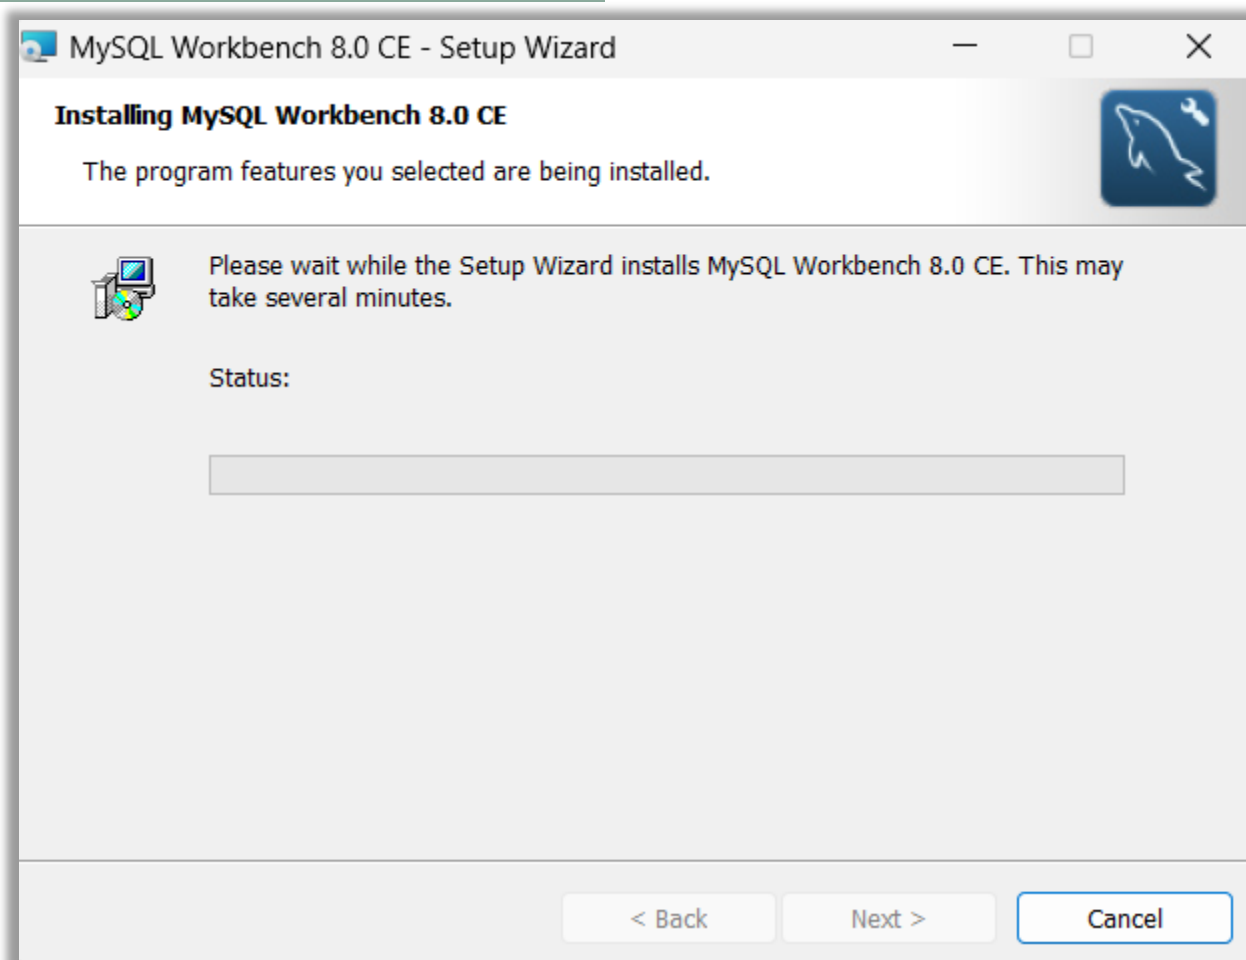 MySQL Workbench 8.0 CE - Setup Wizard
Installing MySQL Workbench 8.0 CE
The program features you selected are being installed.
Please wait while the Setup Wizard installs MySQL Workbench 8.0 CE. This may
take several minutes.
Status:
< Back
Next >
Cancel